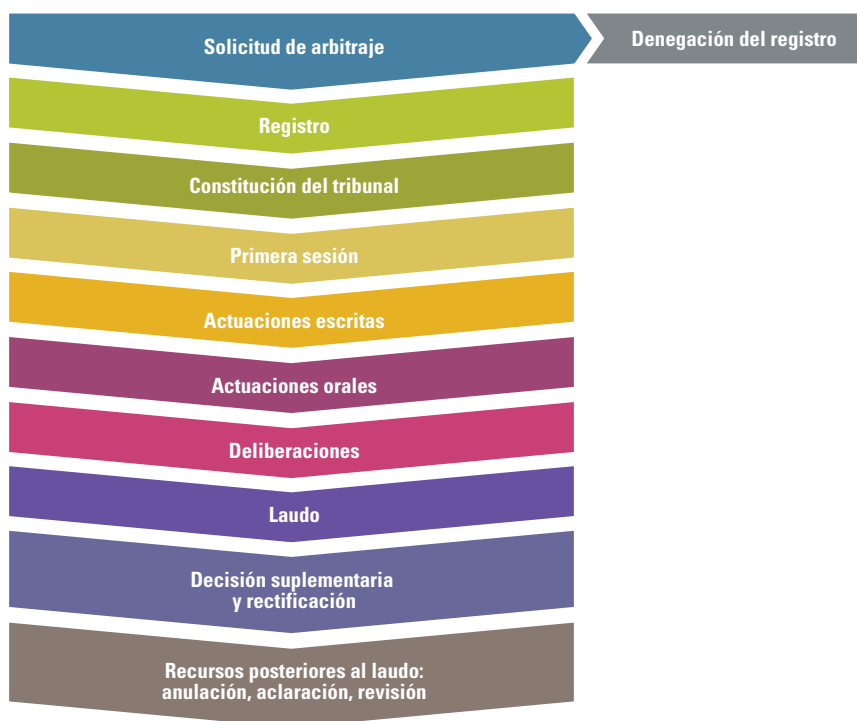 Solicitud de arbitraje
Denegación del registro
Registro
Constitución del tribunal
Primera sesión
Actuaciones escritas
Actuaciones orales
Deliberaciones
Laudo
Decisión suplementaria
y rectificación
Recursos posteriores al laudo:
anulación, aclaración, revisión